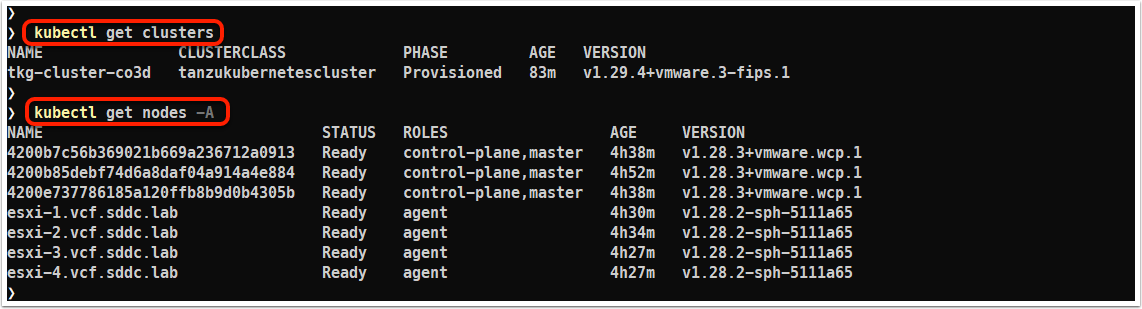 ❯
❯ kubectl get clusters
NAME CLUSTERCLASS PHASE AGE VERSION
tkg-cluster-co3d tanzukubernetescluster Provisioned 83m v1.29.4+vmware.3-fips.1
❯
❯ kubectl get nodes -A
NAME STATUS ROLES AGE VERSION
4200b7c56b369021b669a236712a0913 Ready control-plane,master 4h38m v1.28.3+vmware.wcp.1
4200b85debf74d6a8daf04a914a4e884 Ready control-plane,master 4h52m v1.28.3+vmware.wcp.1
4200e737786185a120ffb8b9d0b4305b Ready control-plane,master 4h38m v1.28.3+vmware.wcp.1
esxi-1.vcf.sddc.lab Ready agent 4h30m v1.28.2-sph-5111a65
esxi-2.vcf.sddc.lab Ready agent 4h34m v1.28.2-sph-5111a65
esxi-3.vcf.sddc.lab Ready agent 4h27m v1.28.2-sph-5111a65
esxi-4.vcf.sddc.lab Ready agent 4h27m v1.28.2-sph-5111a65
❯